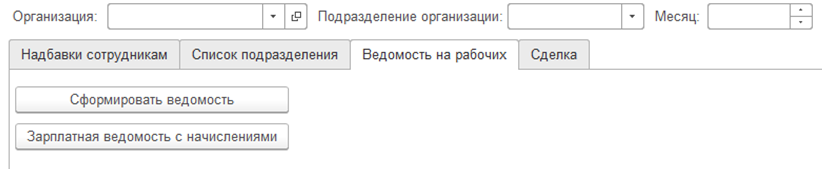 Организация: Подразделение организации: Месяц:
Надбавки сотрудникам Список подразделения Ведомость на рабочих Сделка
Сформировать ведомость
Зарплатная ведомость с начислениями